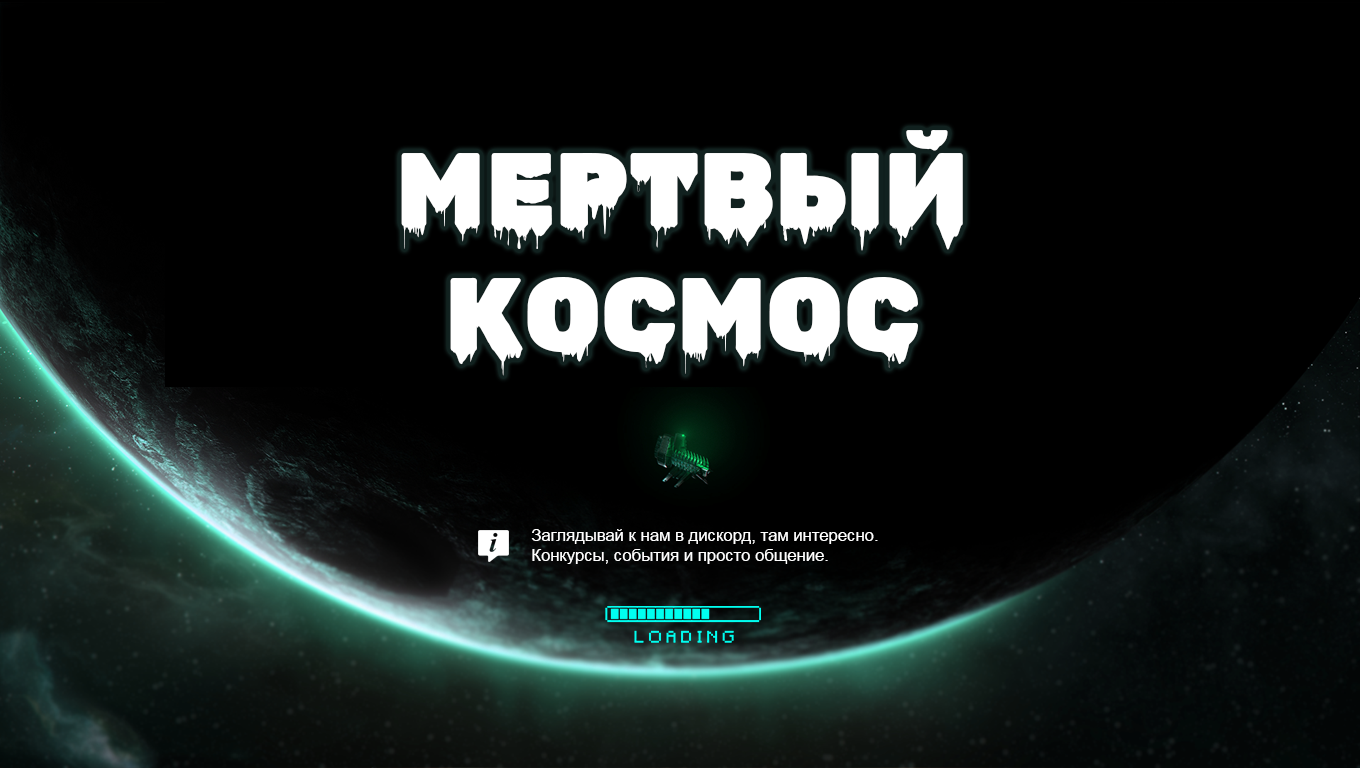 МЕРТВЫЙ
КОСМОС
i
Заглядывай к нам в дискорд, там интересно.
Конкурсы, события и просто общение.
LOADING